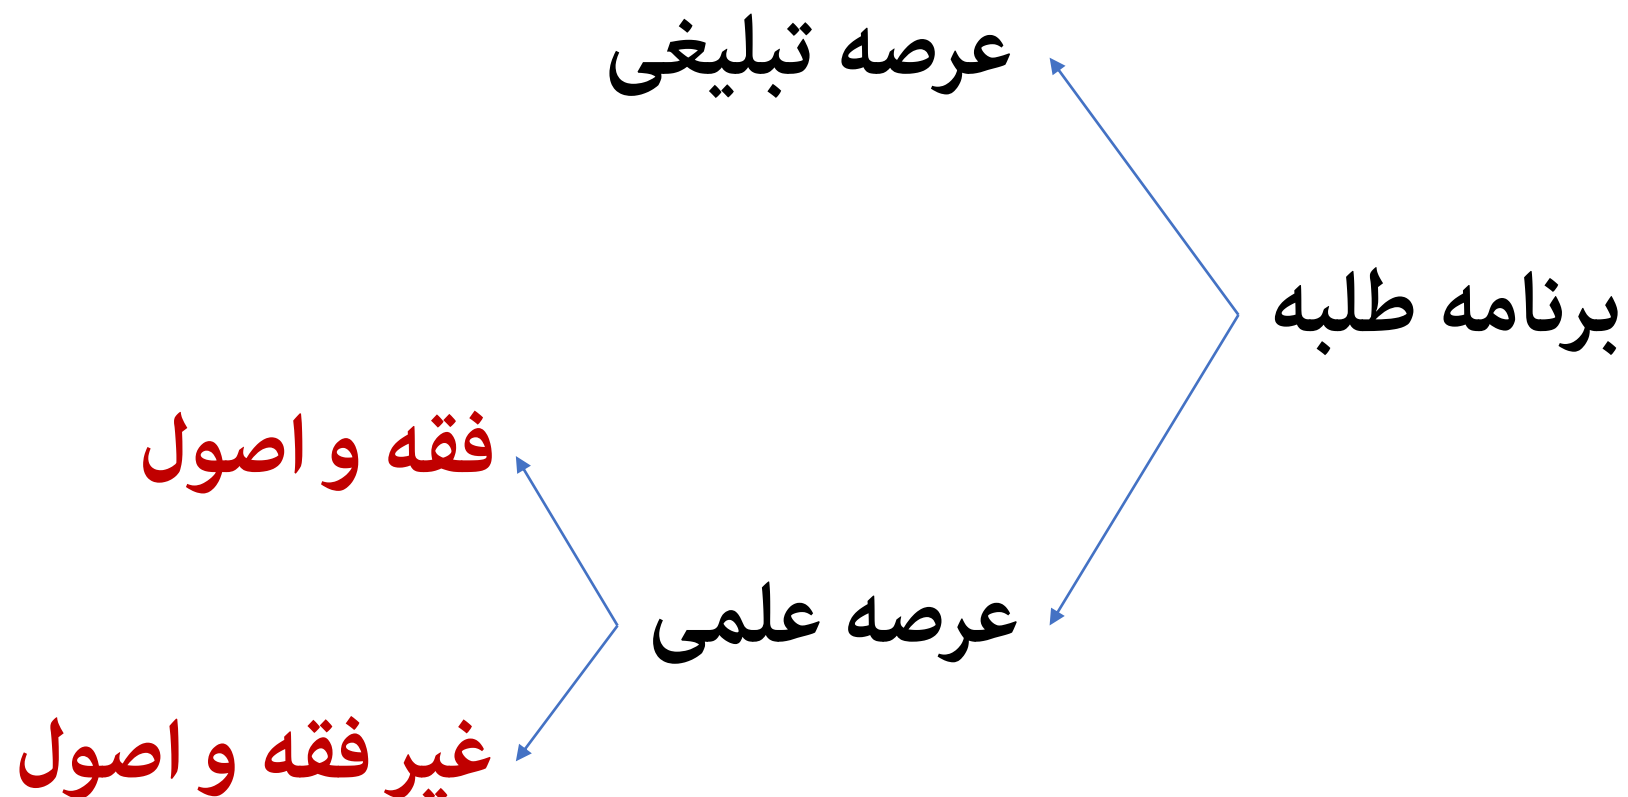 عرصه تبلیغی
برنامه طلبه
فقه و اصول
عرصه علمی
غیر فقه و اصول